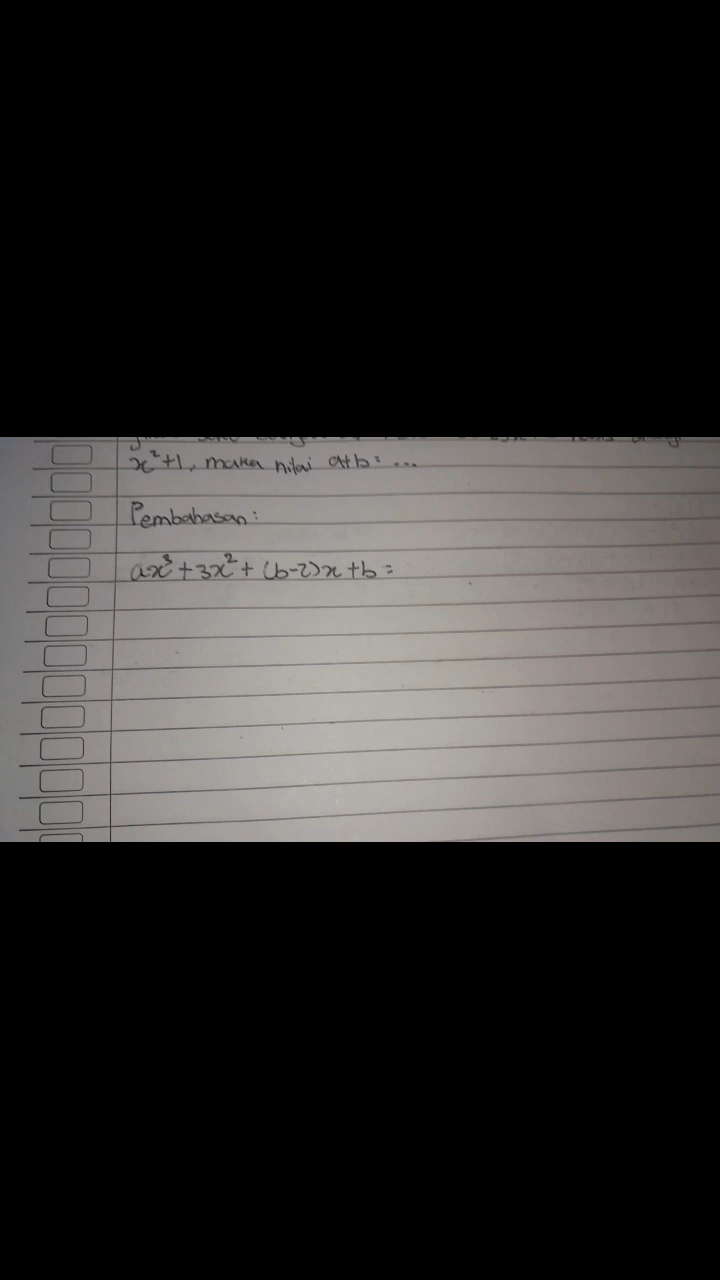 x²+1, maka nilai a+b = ...
Pembahasan :
ax³ + 3x² + (b-2)x + b =